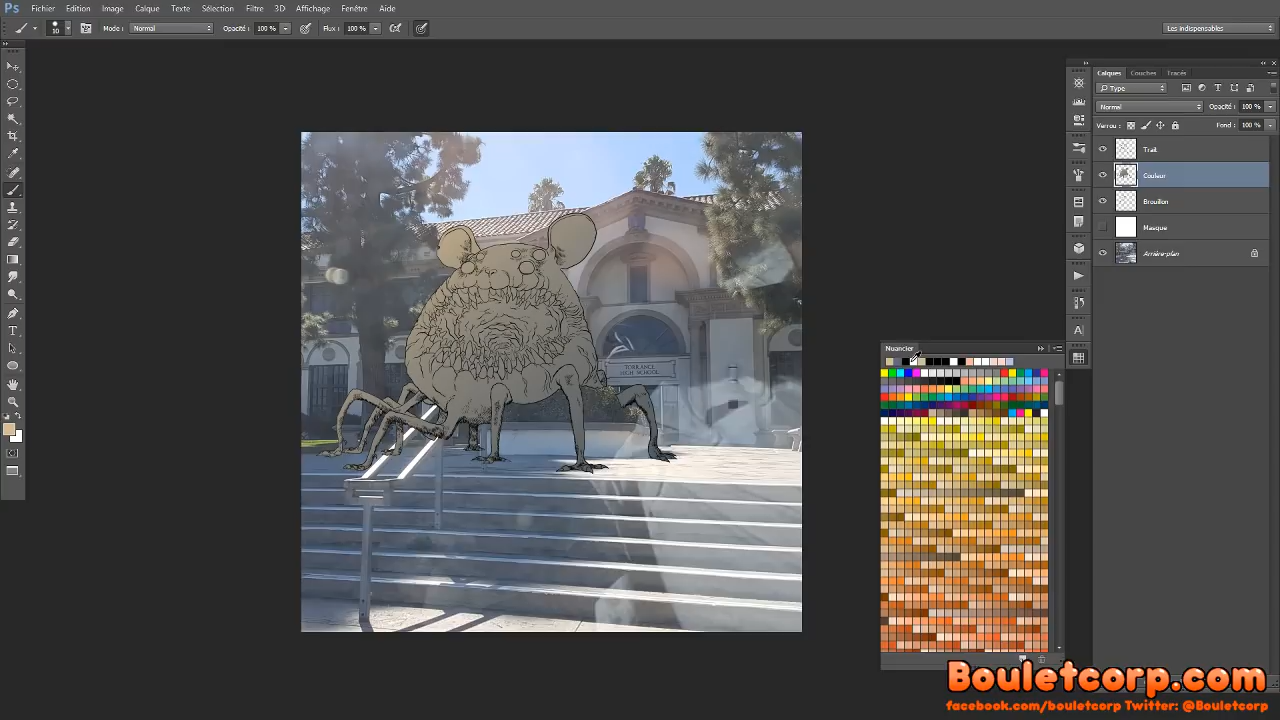 Ps Fichier Edition Image Calque Texte Sélection Filtre 3D Affichage Fenêtre Aide
10 Mode : Normal Opacité : 100 % Flux : 100 % Les indispensables
Calques Couches Tracés
Type
Normal Opacité : 100 %
Verrou : Fond : 100 %
Trait
Couleur
Brouillon
Masque
Arrière-plan
Nuancier
TORRANCE
HIGH SCHOOL
Bouletcorp.com
facebook.com/bouletcorp Twitter: @Bouletcorp